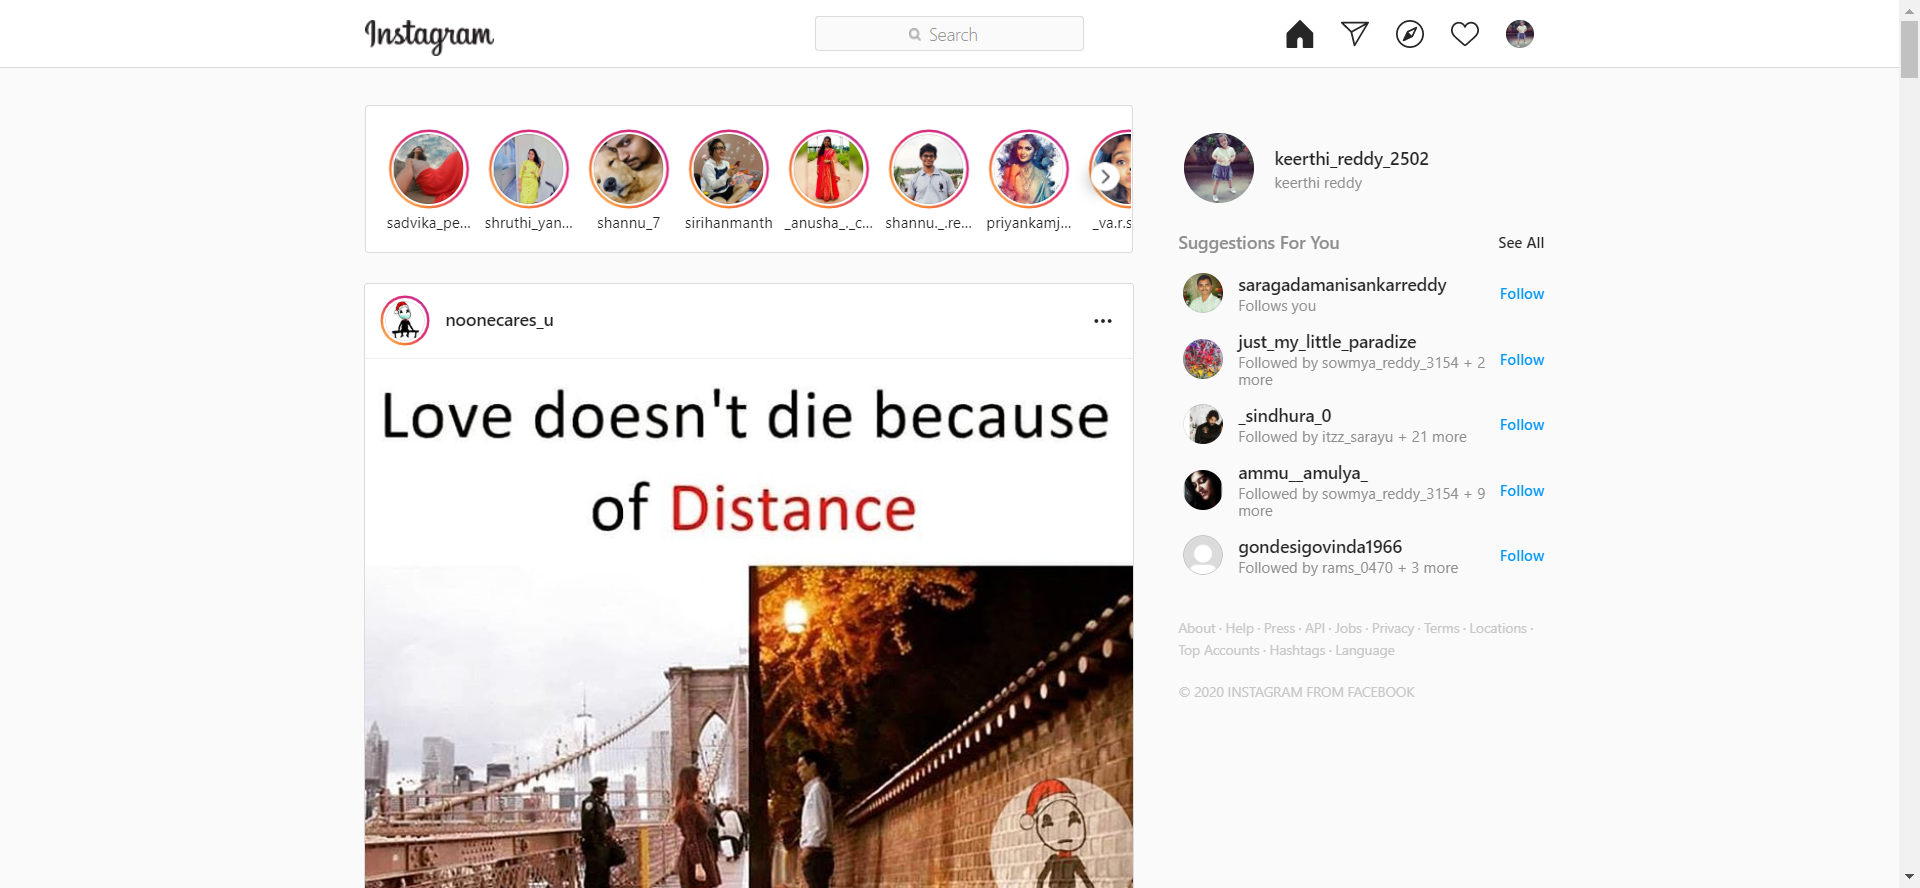 Instagram
Search
sadvika_pe...
shruthi_yan...
shannu_7
sirihanmanth
_anusha_._c...
shannu._.re...
priyankamj...
_va.r.s
keerthi_reddy_2502
keerthi reddy
Suggestions For You
See All
saragadamanisankarreddy
Follows you
Follow
just_my_little_paradize
Followed by sowmya_reddy_3154 + 2
more
Follow
_sindhura_0
Followed by itzz_sarayu + 21 more
Follow
ammu__amulya_
Followed by sowmya_reddy_3154 + 9
more
Follow
gondesigovinda1966
Followed by rams_0470 + 3 more
Follow
About · Help · Press · API · Jobs · Privacy · Terms · Locations ·
Top Accounts · Hashtags · Language
© 2020 INSTAGRAM FROM FACEBOOK
noonecares_u
Love doesn't die because
of Distance